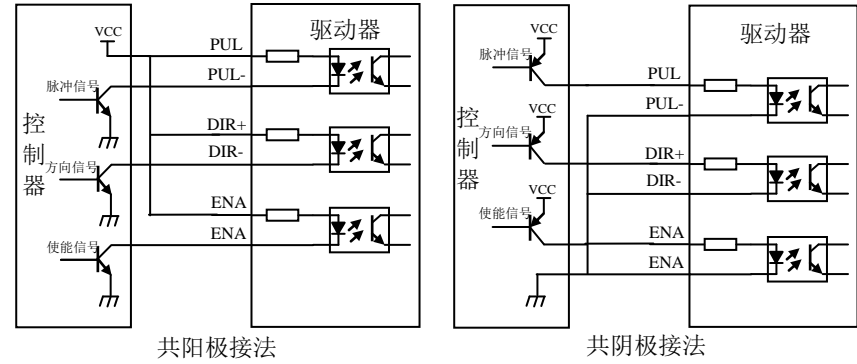 驱动器
VCC
PUL
脉冲信号
PUL-
控制器
DIR+
方向信号
DIR-
ENA
使能信号
ENA
共阳极接法
驱动器
VCC
脉冲信号
PUL
PUL-
控制器
VCC
方向信号
DIR+
DIR-
VCC
使能信号
ENA
ENA
共阴极接法